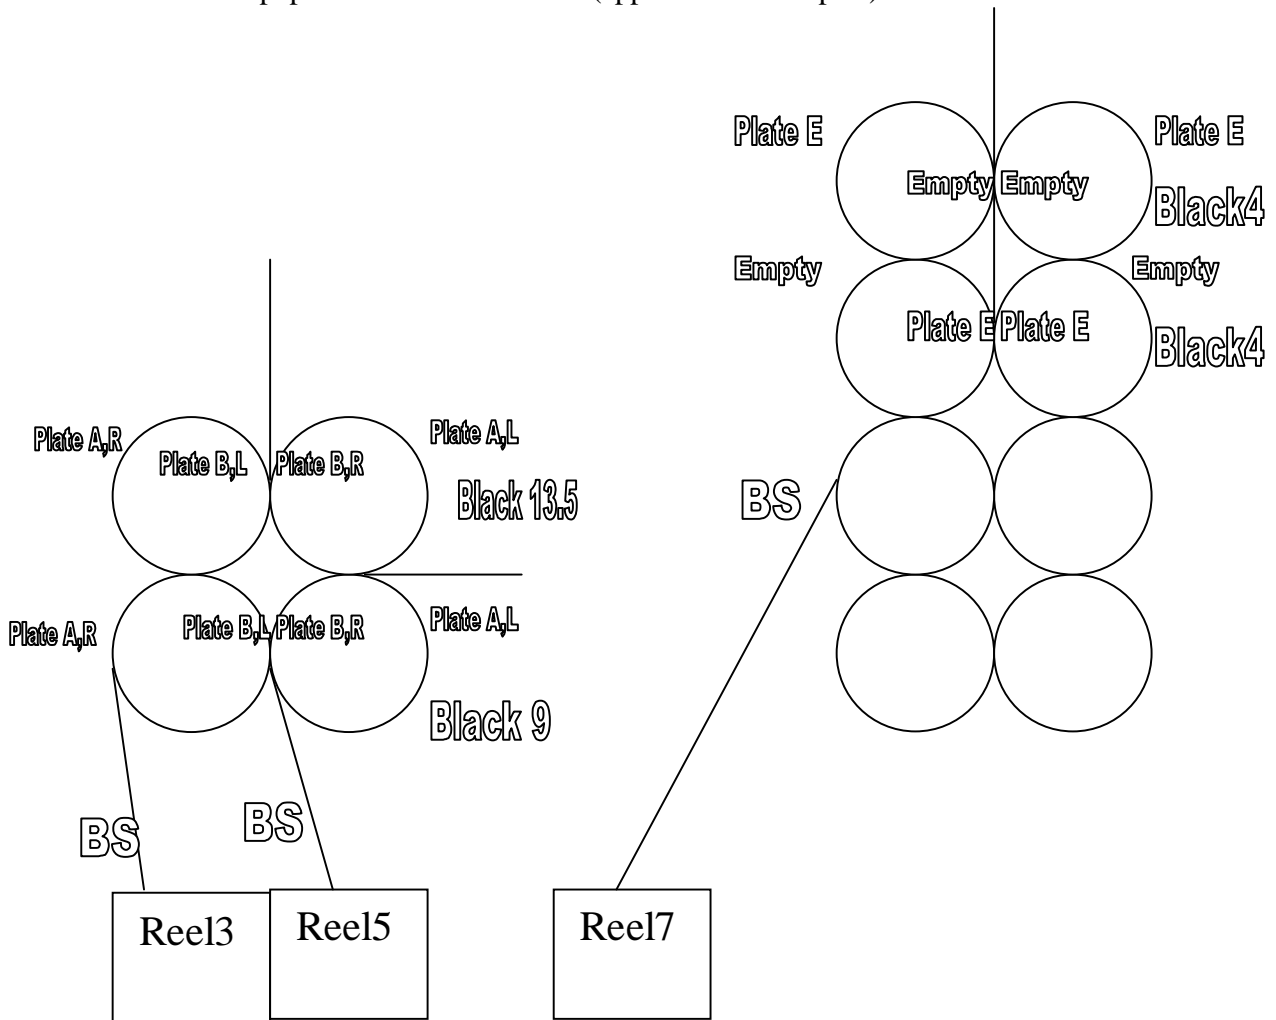 Plate E
Plate E
Empty Empty
Black4
Empty
Empty
Plate E Plate E
Black4
Plate A,R
Plate B,L
Plate B,R
Plate A,L
Black 13.5
BS
Plate A,R
Plate B,L
Plate B,R
Plate A,L
Black 9
BS
BS
Reel3
Reel5
Reel7